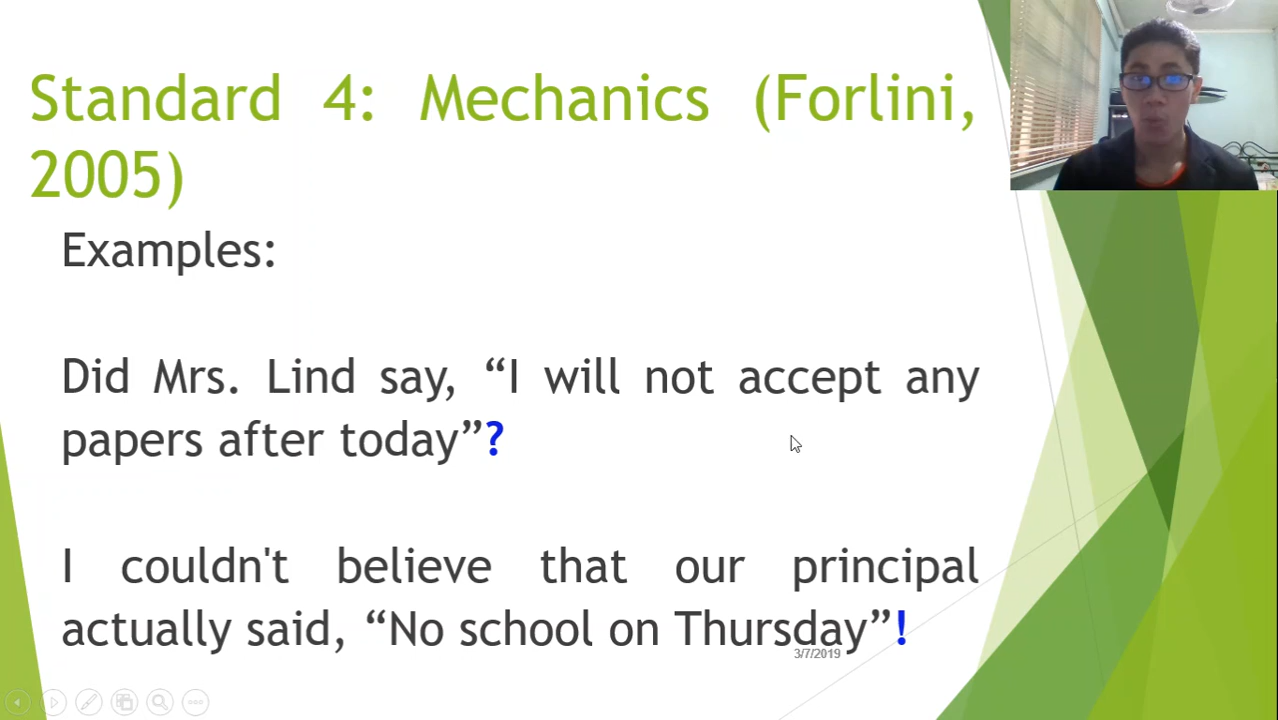 Standard 4: Mechanics (Forlini,
2005)
Examples:
Did Mrs. Lind say, “I will not accept any
papers after today”?
I couldn't believe that our principal
actually said, “No school on Thursday”!
3/7/2019